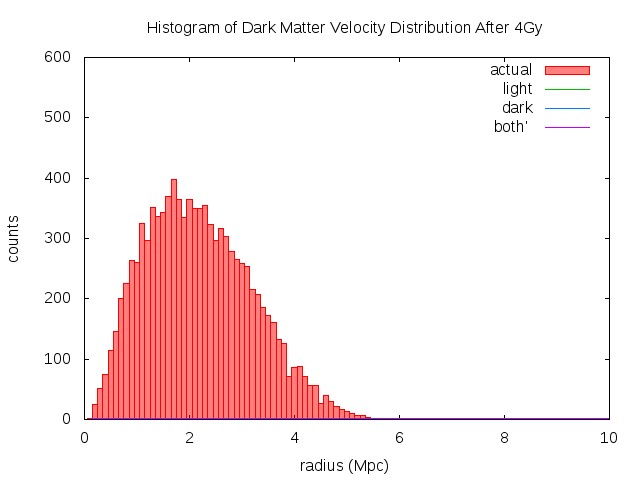 Histogram of Dark Matter Velocity Distribution After 4Gy
600
500
400
300
200
100
0
counts
actual
light
dark
both'
0 2 4 6 8 10
radius (Mpc)